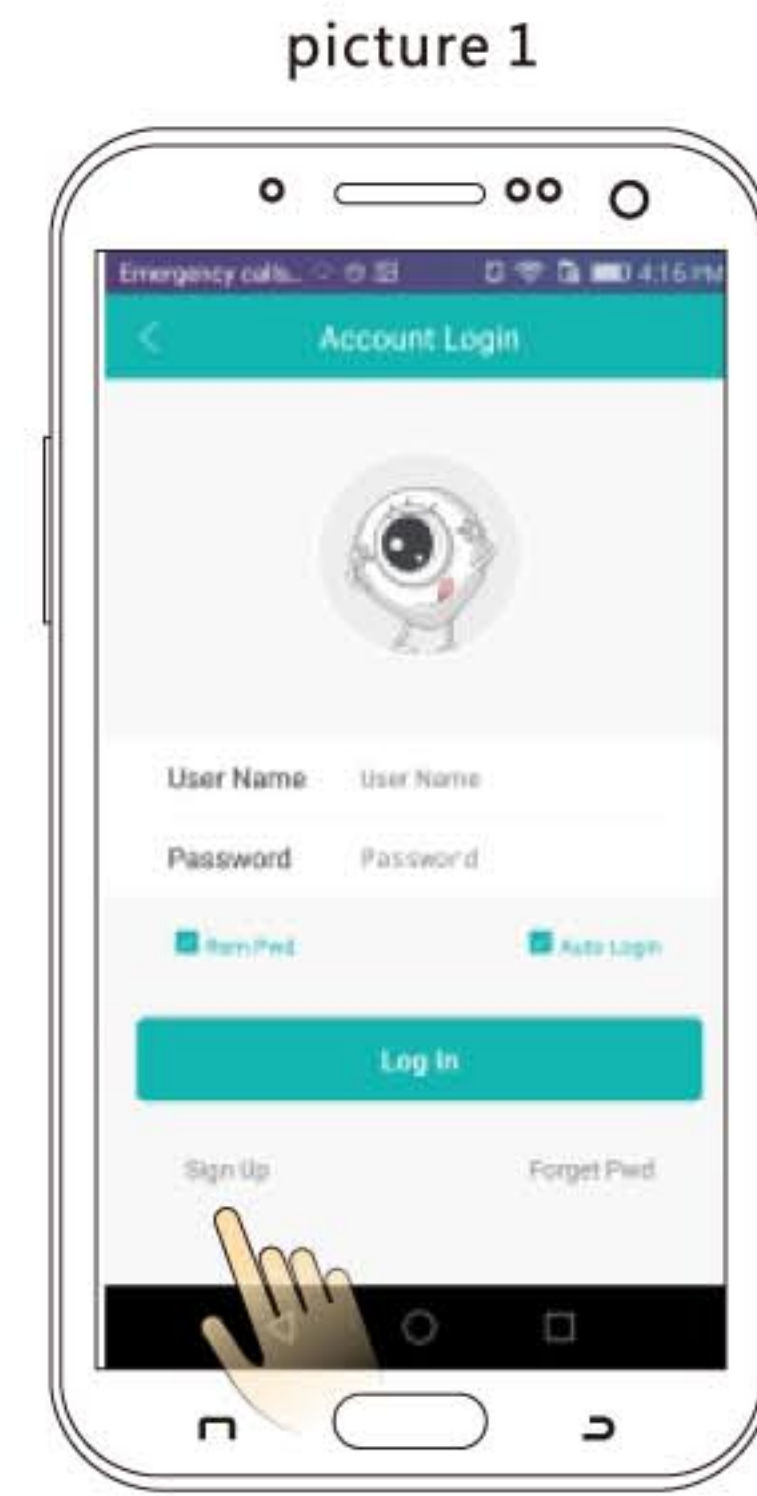 picture 1
Emergency calls... 4:16 PM
Account Login
User Name User Name
Password Password
Rem Pwd Auto Login
Log In
Sign Up Forget Pwd